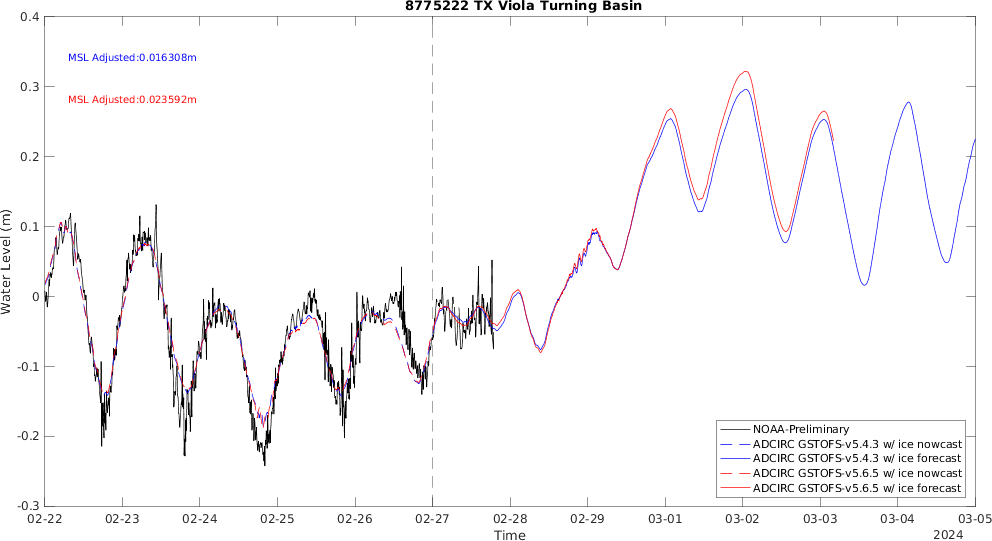 8775222 TX Viola Turning Basin
MSL Adjusted:0.016308m
MSL Adjusted:0.023592m
Water Level (m)
0.4
0.3
0.2
0.1
0
-0.1
-0.2
-0.3
NOAA-Preliminary
ADCIRC GSTOFS-v5.4.3 w/ ice nowcast
ADCIRC GSTOFS-v5.4.3 w/ ice forecast
ADCIRC GSTOFS-v5.6.5 w/ ice nowcast
ADCIRC GSTOFS-v5.6.5 w/ ice forecast
02-22 02-23 02-24 02-25 02-26 02-27 02-28 02-29 03-01 03-02 03-03 03-04 03-05
Time
2024